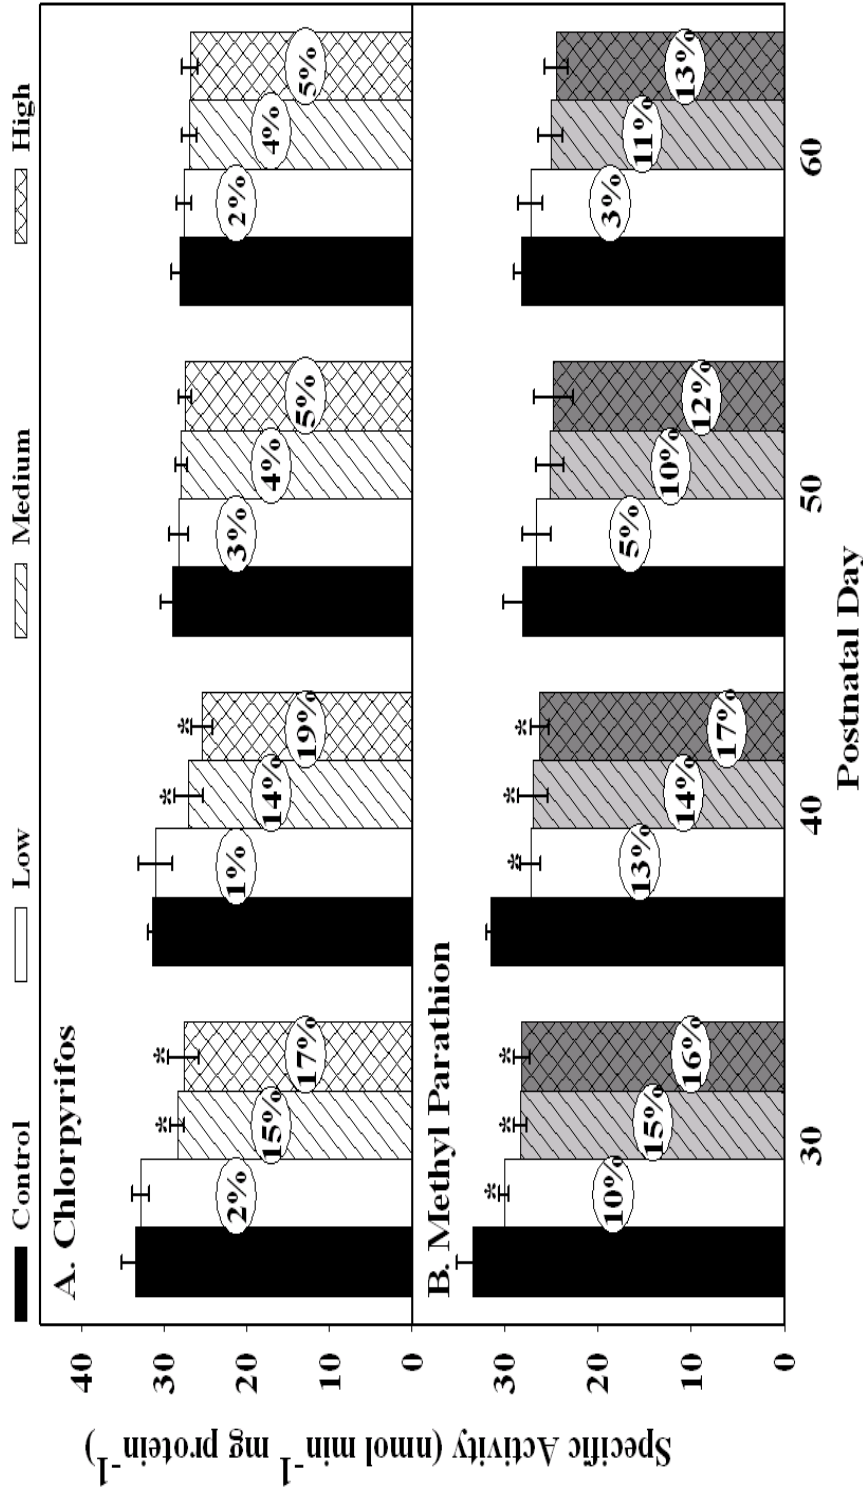 Control Low Medium High
A. Chlorpyrifos
40
30
20
10
0
* * * *
2% 15% 17% 1% 14% 19% 3% 4% 5% 2% 4% 5%
B. Methyl Parathion
30
20
10
0
* * * * * *
10% 15% 16% 13% 14% 17% 5% 10% 12% 3% 11% 13%
30 40 50 60
Postnatal Day
Specific Activity (nmol min⁻¹ mg protein⁻¹)